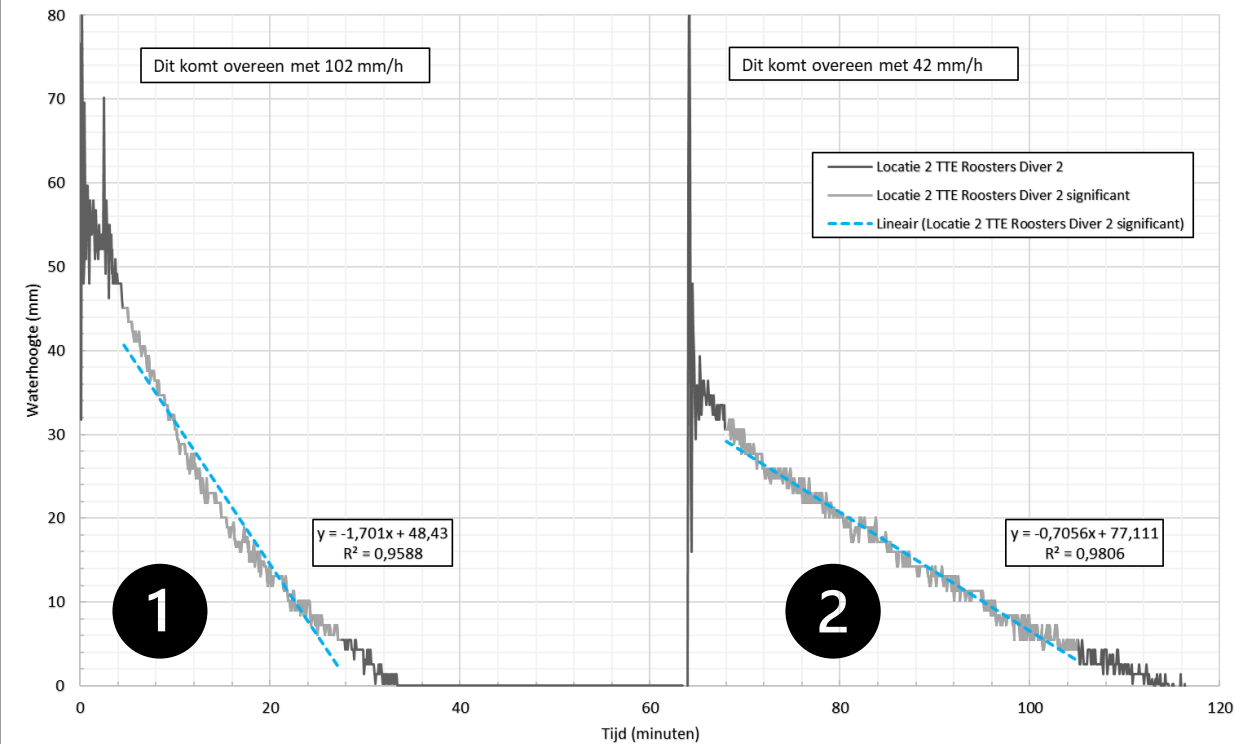 80
70
60
50
40
30
20
10
0
Waterhoogte (mm)
Dit komt overeen met 102 mm/h
Dit komt overeen met 42 mm/h
Locatie 2 TTE Roosters Diver 2
Locatie 2 TTE Roosters Diver 2 significant
Lineair (Locatie 2 TTE Roosters Diver 2 significant)
y = -1,701x + 48,43
R² = 0,9588
y = -0,7056x + 77,111
R² = 0,9806
1
2
0 20 40 60 80 100 120
Tijd (minuten)